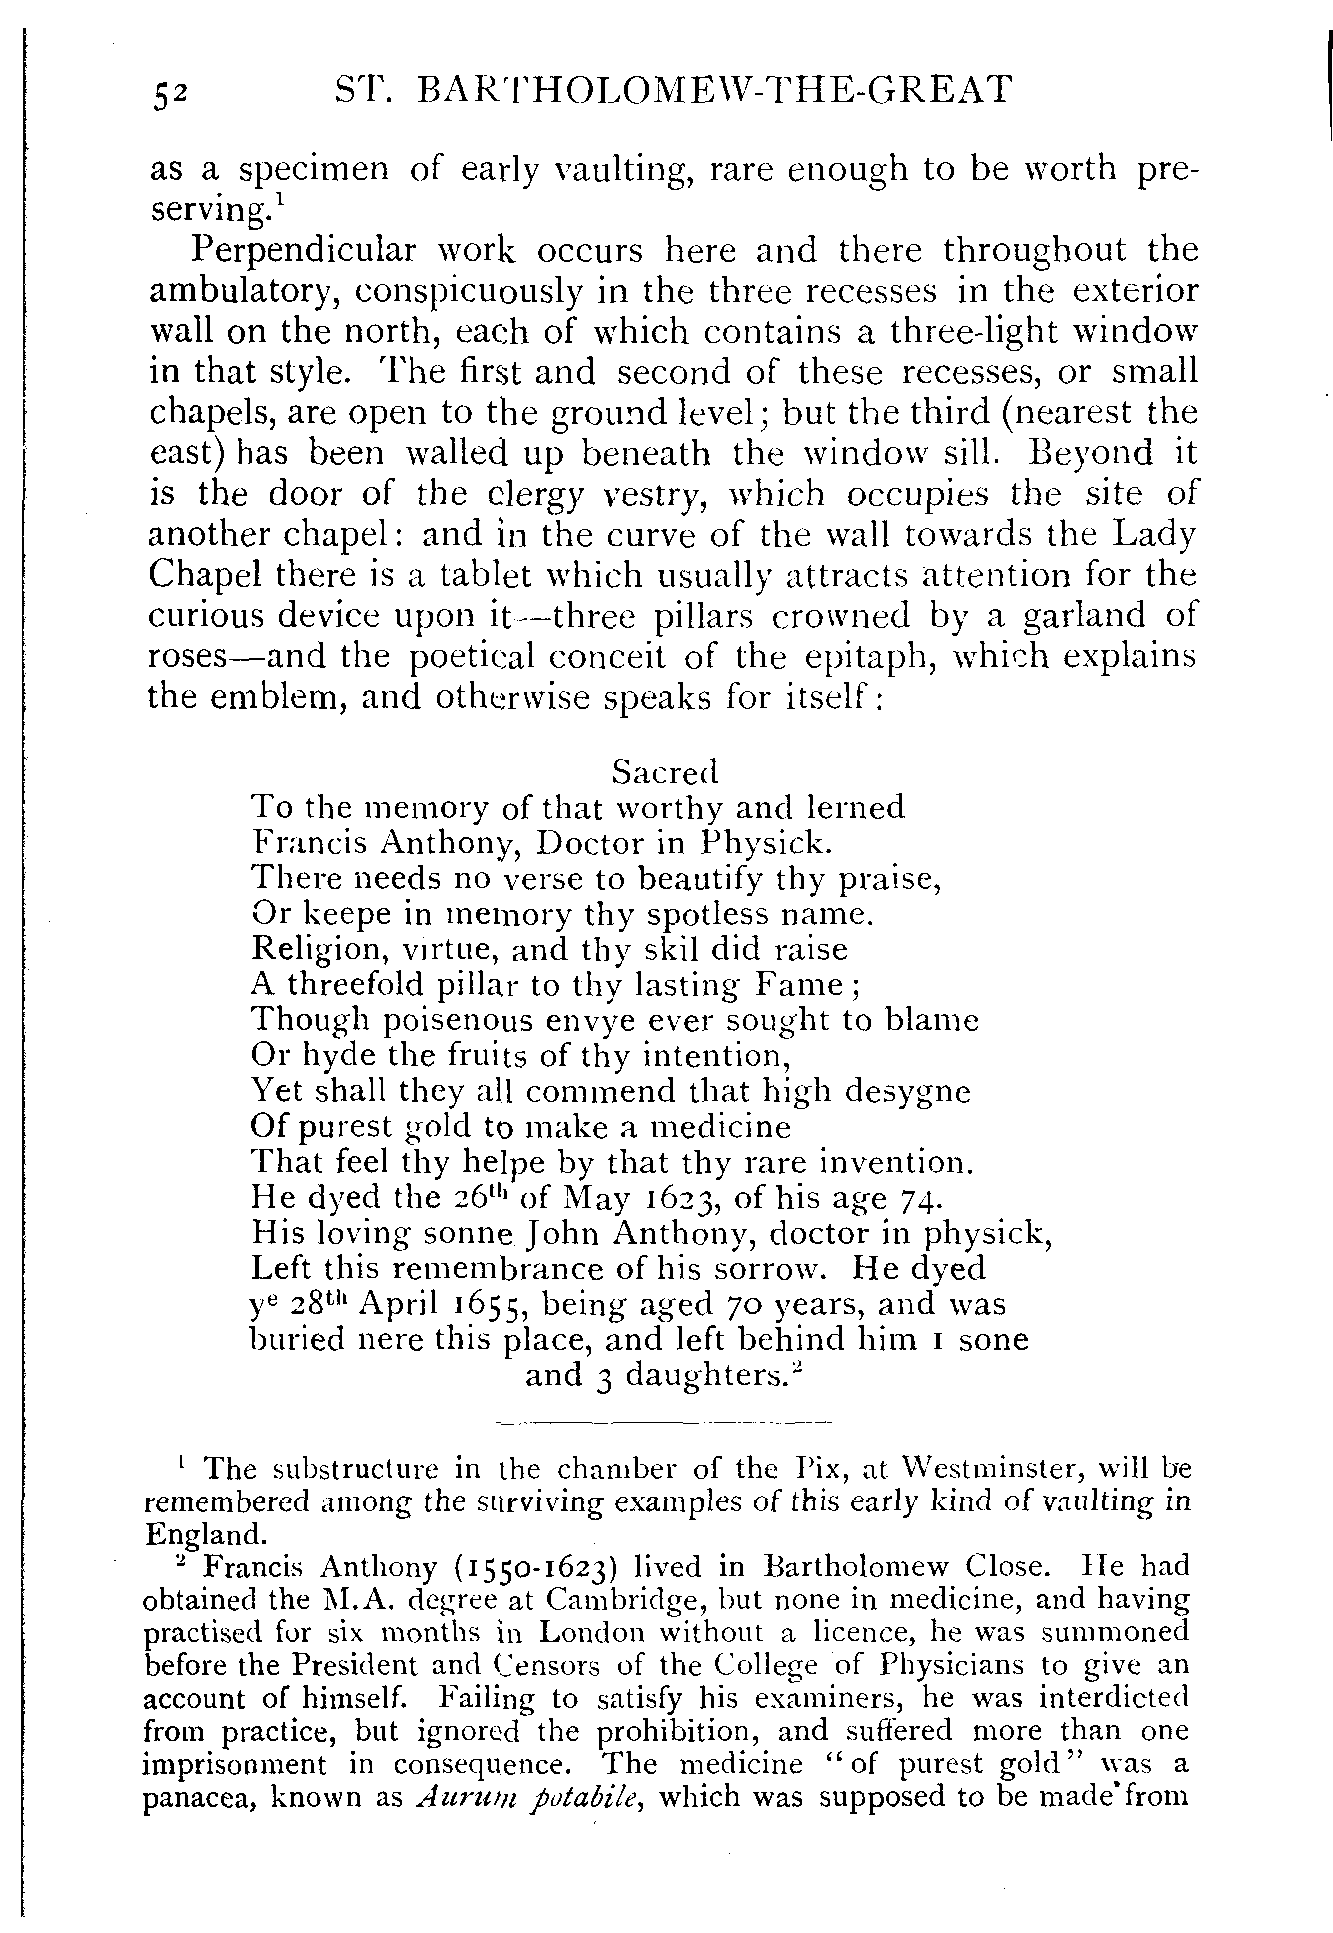 52 ST. BARTHOLOMEW-THE-GREAT
as a specimen of early vaulting, rare enough to be worth pre-
serving.¹
Perpendicular work occurs here and there throughout the
ambulatory, conspicuously in the three recesses in the exterior
wall on the north, each of which contains a three-light window
in that style. The first and second of these recesses, or small
chapels, are open to the ground level; but the third (nearest the
east) has been walled up beneath the window sill. Beyond it
is the door of the clergy vestry, which occupies the site of
another chapel: and in the curve of the wall towards the Lady
Chapel there is a tablet which usually attracts attention for the
curious device upon it—three pillars crowned by a garland of
roses—and the poetical conceit of the epitaph, which explains
the emblem, and otherwise speaks for itself:
Sacred
To the memory of that worthy and lerned
Francis Anthony, Doctor in Physick.
There needs no verse to beautify thy praise,
Or keepe in memory thy spotless name.
Religion, virtue, and thy skil did raise
A threefold pillar to thy lasting Fame;
Though poisenous envye ever sought to blame
Or hyde the fruits of thy intention,
Yet shall they all commend that high desygne
Of purest gold to make a medicine
That feel thy helpe by that thy rare invention.
He dyed the 26th of May 1623, of his age 74.
His loving sonne John Anthony, doctor in physick,
Left this remembrance of his sorrow. He dyed
ye 28th April 1655, being aged 70 years, and was
buried nere this place, and left behind him 1 sone
and 3 daughters.²
¹ The substructure in the chamber of the Pix, at Westminster, will be
remembered among the surviving examples of this early kind of vaulting in
England.
² Francis Anthony (1550-1623) lived in Bartholomew Close. He had
obtained the M.A. degree at Cambridge, but none in medicine, and having
practised for six months in London without a licence, he was summoned
before the President and Censors of the College of Physicians to give an
account of himself. Failing to satisfy his examiners, he was interdicted
from practice, but ignored the prohibition, and suffered more than one
imprisonment in consequence. The medicine "of purest gold" was a
panacea, known as Aurum potabile, which was supposed to be made from